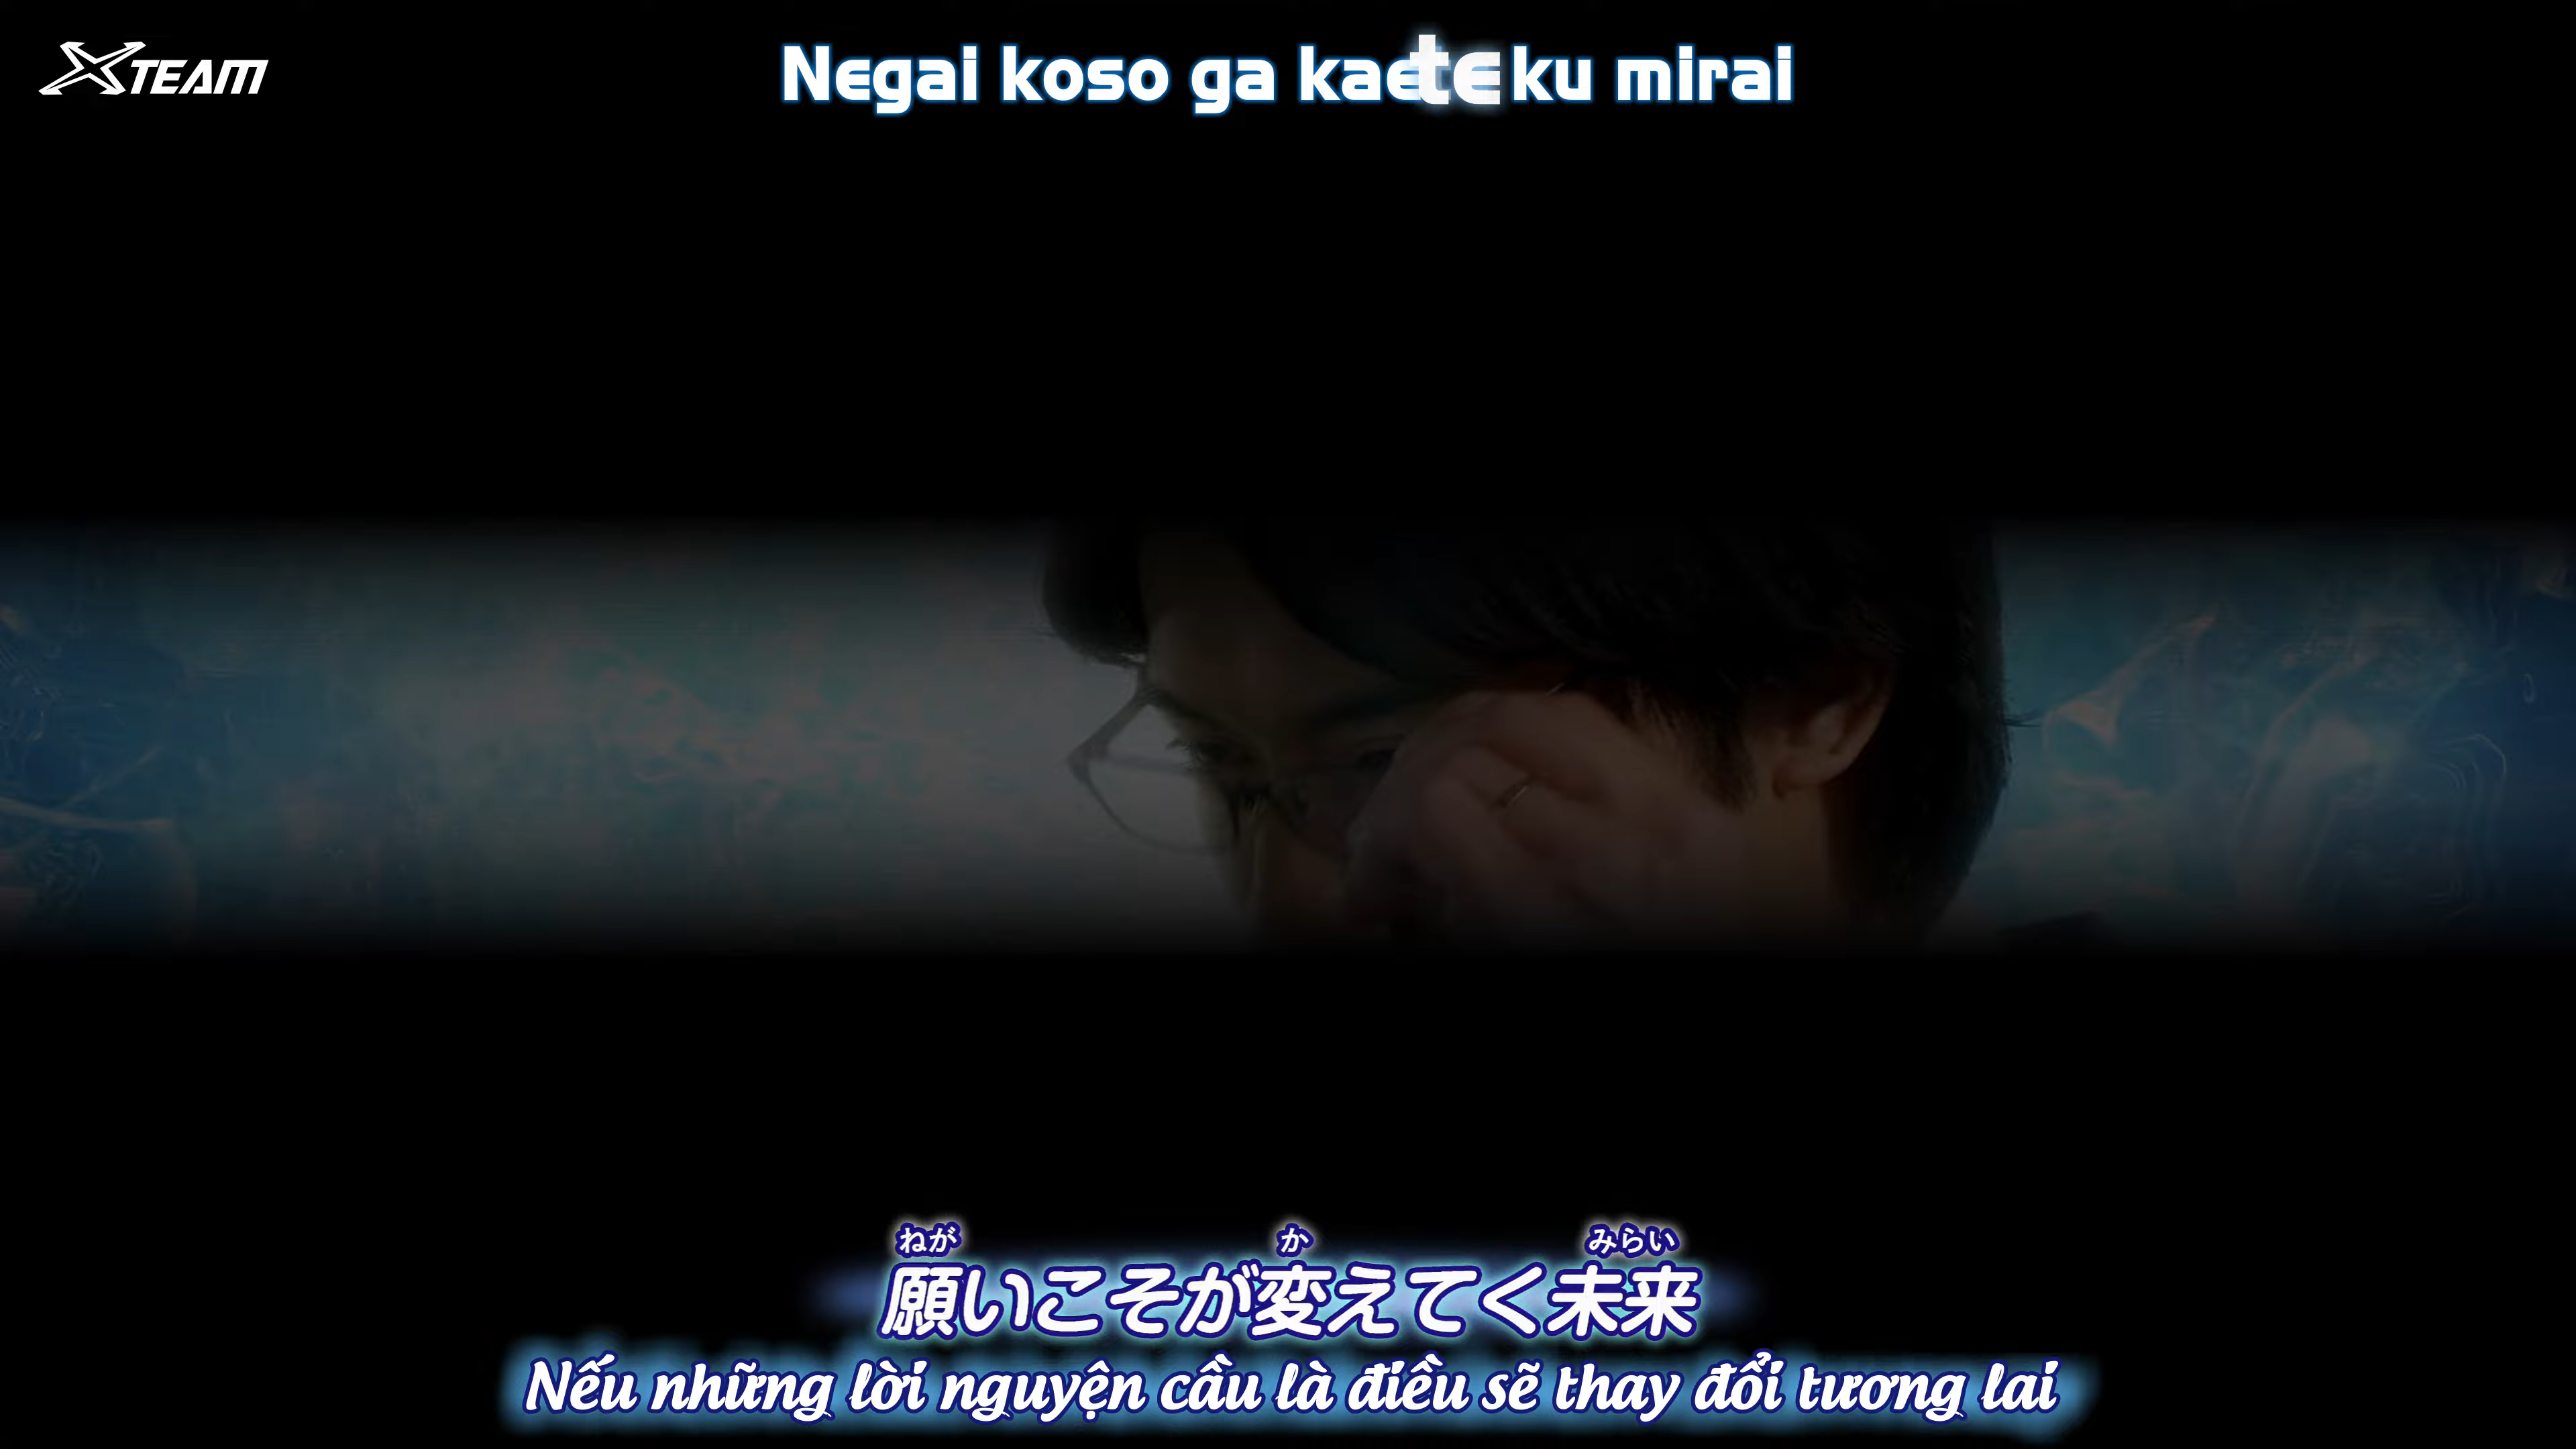 XTEAM
Negai koso ga kaeteku mirai
ねが か みらい
願いこそが変えてく未来
Nếu những lời nguyện cầu là điều sẽ thay đổi tương lai